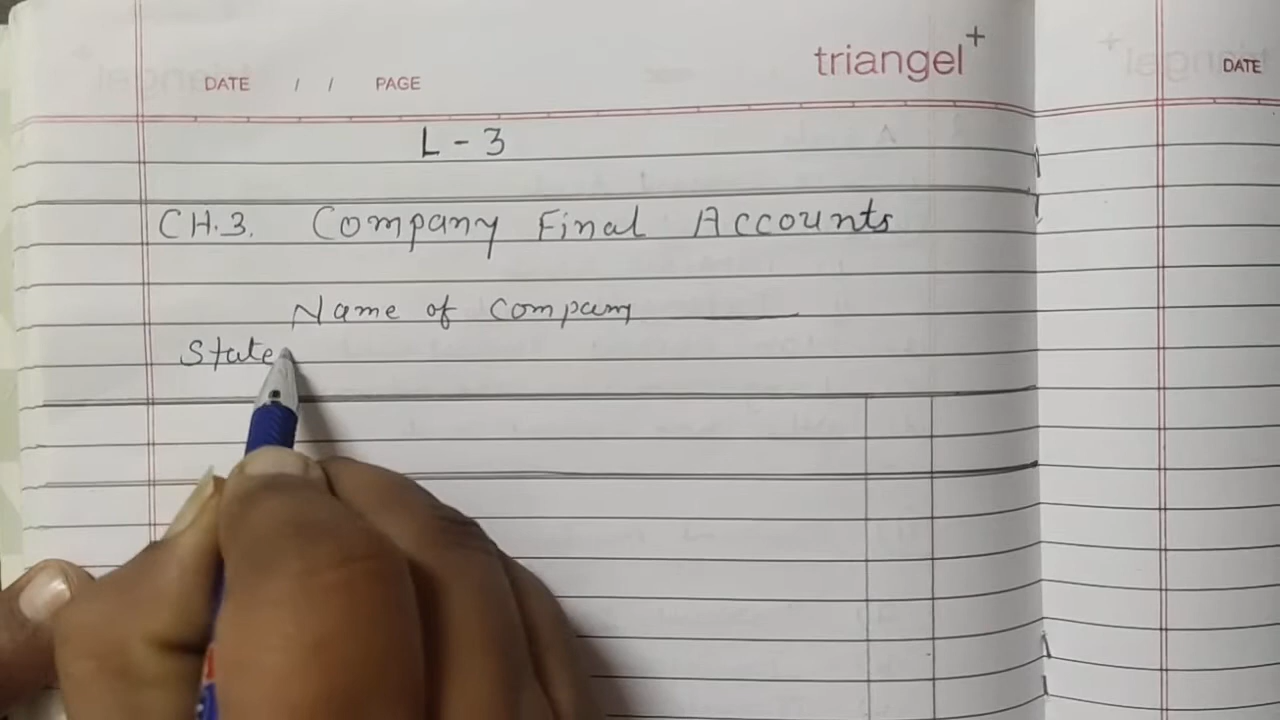 triangel+
DATE / / PAGE
DATE
L - 3
CH.3. Company Final Accounts
Name of Company
State